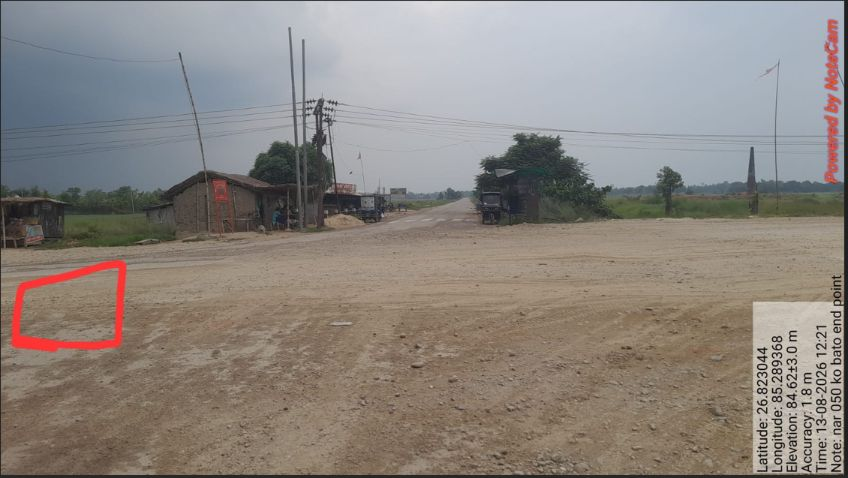 Powered by NoteCam
Latitude: 26.823044
Longitude: 85.289368
Elevation: 84.62±3.0 m
Accuracy: 1.8 m
Time: 13-08-2026 12:21
Note: nar 050 ko bato end point